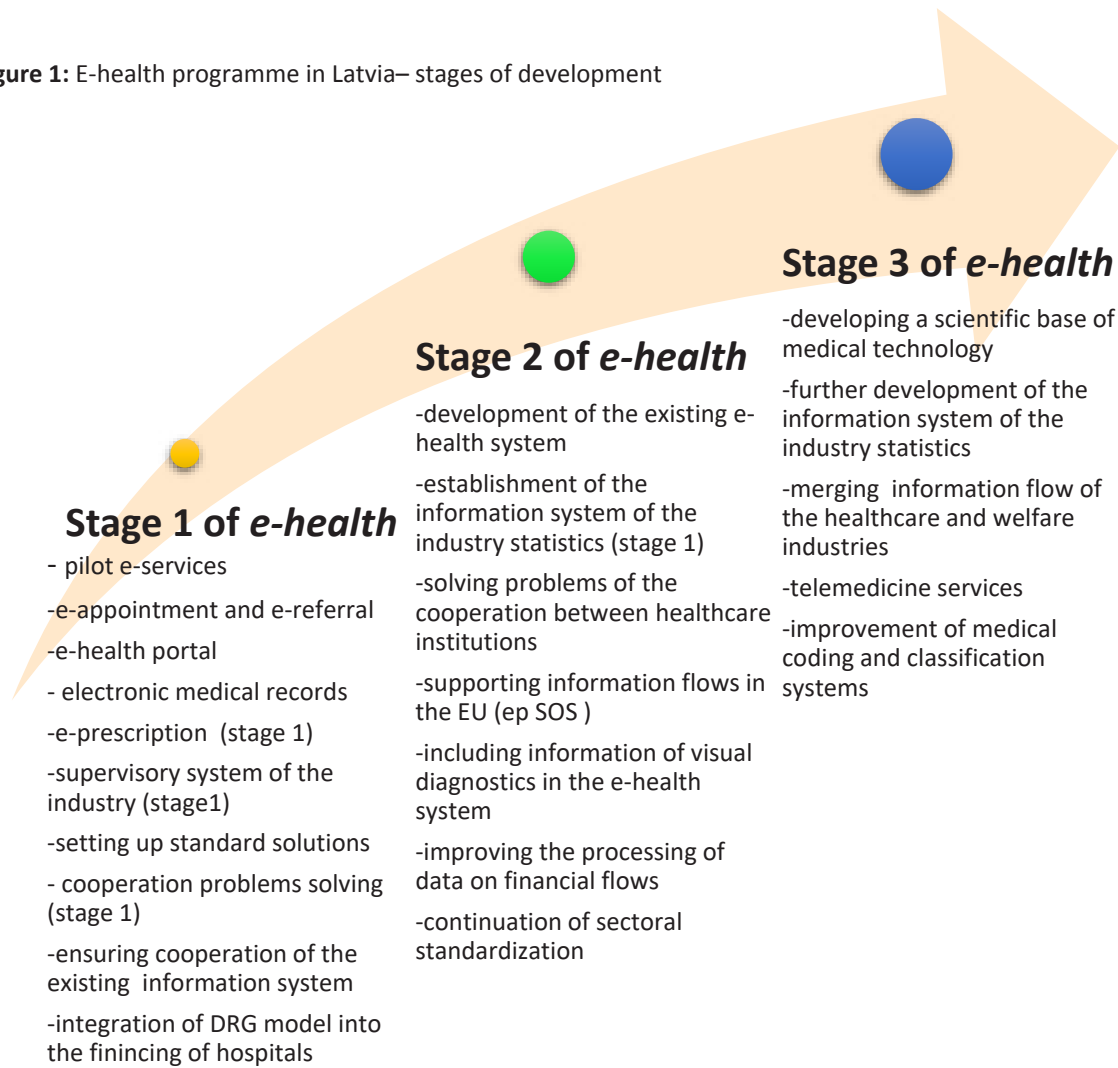 gure 1: E-health programme in Latvia– stages of development
Stage 1 of e-health
- pilot e-services
-e-appointment and e-referral
-e-health portal
- electronic medical records
-e-prescription (stage 1)
-supervisory system of the
industry (stage1)
-setting up standard solutions
- cooperation problems solving
(stage 1)
-ensuring cooperation of the
existing information system
-integration of DRG model into
the finincing of hospitals
Stage 2 of e-health
-development of the existing e-
health system
-establishment of the
information system of the
industry statistics (stage 1)
-solving problems of the
cooperation between healthcare
institutions
-supporting information flows in
the EU (ep SOS )
-including information of visual
diagnostics in the e-health
system
-improving the processing of
data on financial flows
-continuation of sectoral
standardization
Stage 3 of e-health
-developing a scientific base of
medical technology
-further development of the
information system of the
industry statistics
-merging information flow of
the healthcare and welfare
industries
-telemedicine services
-improvement of medical
coding and classification
systems